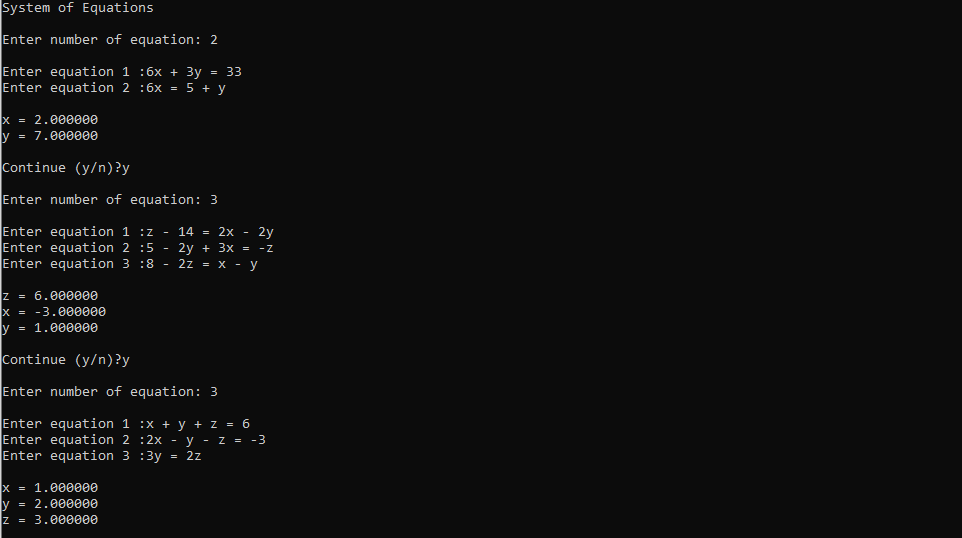 System of Equations
Enter number of equation: 2
Enter equation 1 :6x + 3y = 33
Enter equation 2 :6x = 5 + y
x = 2.000000
y = 7.000000
Continue (y/n)?y
Enter number of equation: 3
Enter equation 1 :z - 14 = 2x - 2y
Enter equation 2 :5 - 2y + 3x = -z
Enter equation 3 :8 - 2z = x - y
z = 6.000000
x = -3.000000
y = 1.000000
Continue (y/n)?y
Enter number of equation: 3
Enter equation 1 :x + y + z = 6
Enter equation 2 :2x - y - z = -3
Enter equation 3 :3y = 2z
x = 1.000000
y = 2.000000
z = 3.000000